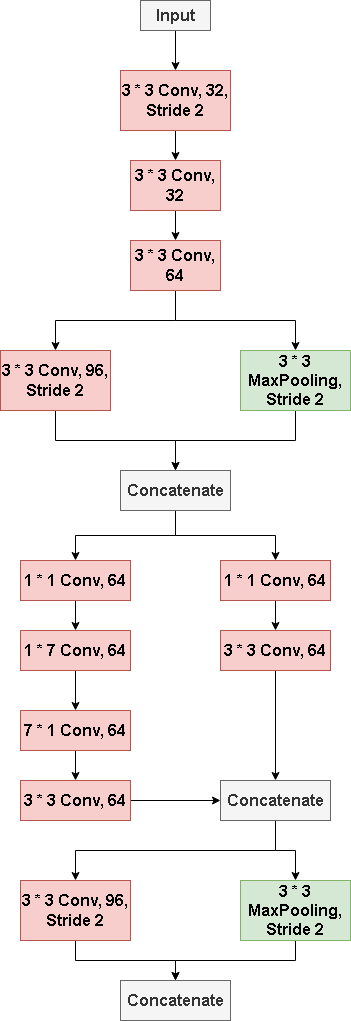 Input
3 * 3 Conv, 32,
Stride 2
3 * 3 Conv,
32
3 * 3 Conv,
64
3 * 3 Conv, 96,
Stride 2
3 * 3
MaxPooling,
Stride 2
Concatenate
1 * 1 Conv, 64
1 * 1 Conv, 64
1 * 7 Conv, 64
3 * 3 Conv, 64
7 * 1 Conv, 64
3 * 3 Conv, 64
Concatenate
3 * 3 Conv, 96,
Stride 2
3 * 3
MaxPooling,
Stride 2
Concatenate